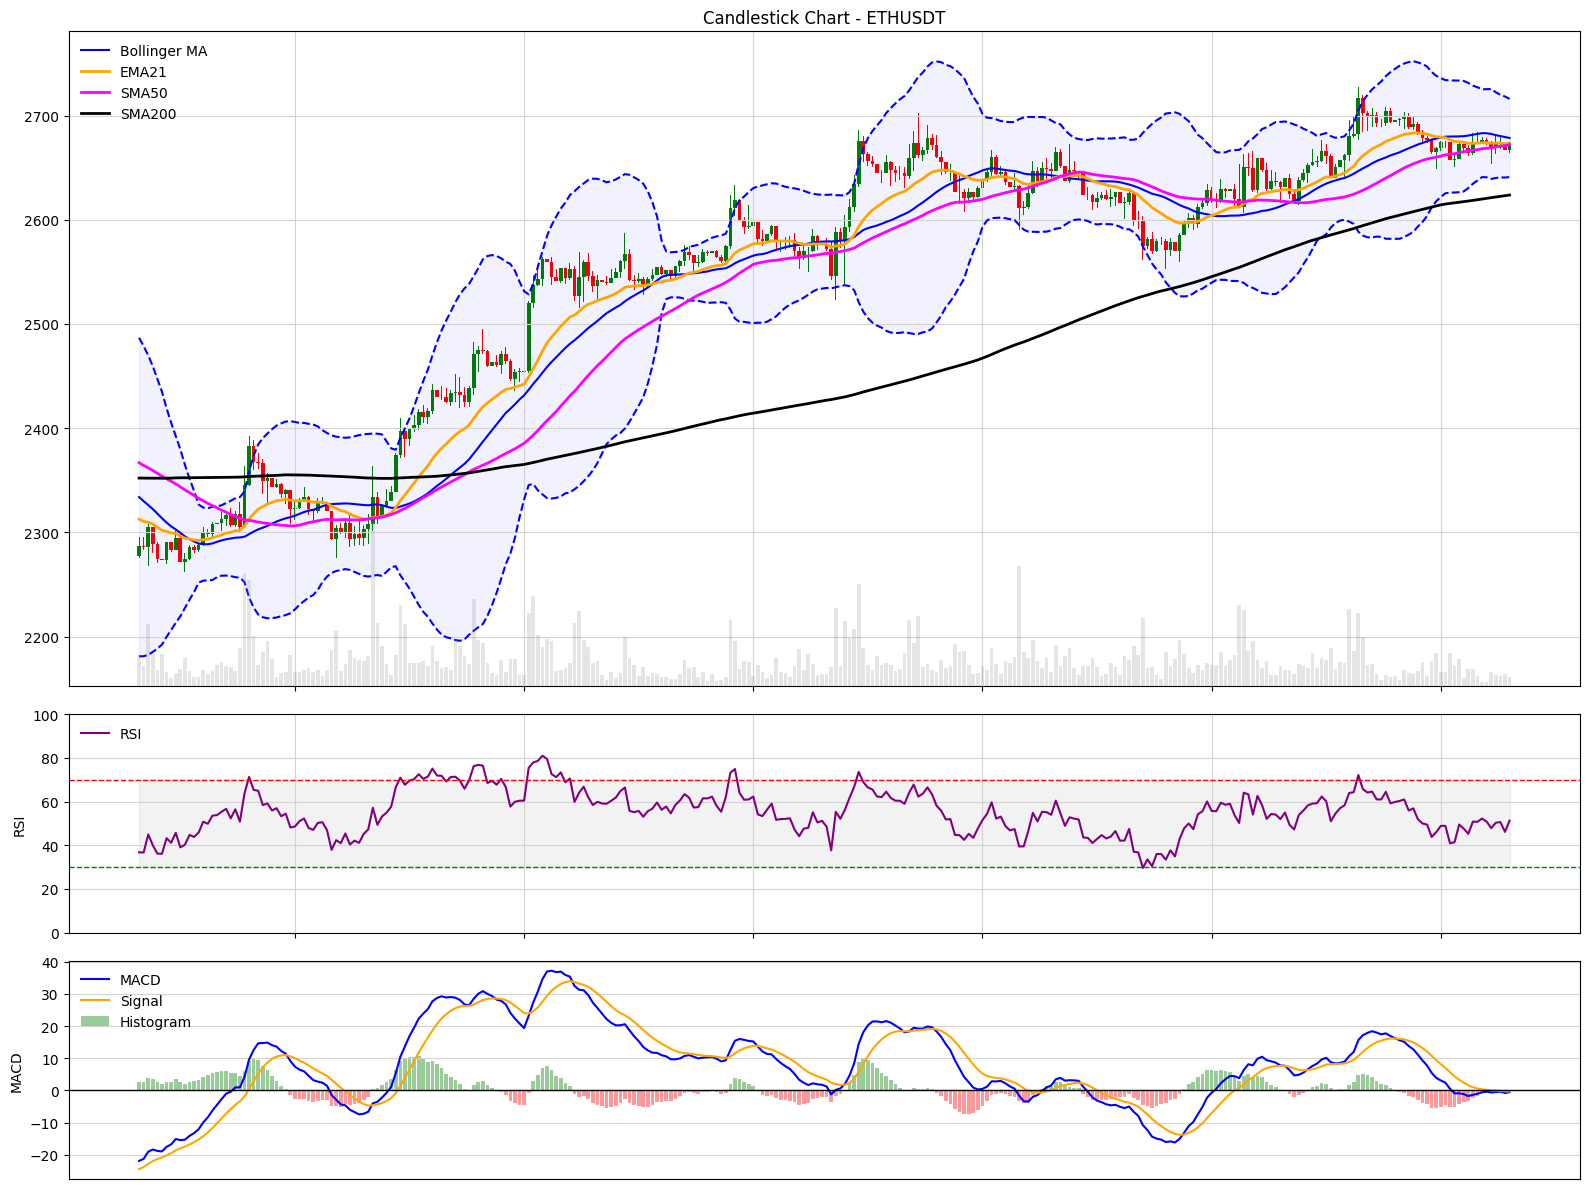 Candlestick Chart - ETHUSDT
Bollinger MA
EMA21
SMA50
SMA200
2700
2600
2500
2400
2300
2200
RSI
100
80
60
40
20
0
RSI
MACD
Signal
Histogram
40
30
20
10
0
−10
−20
MACD